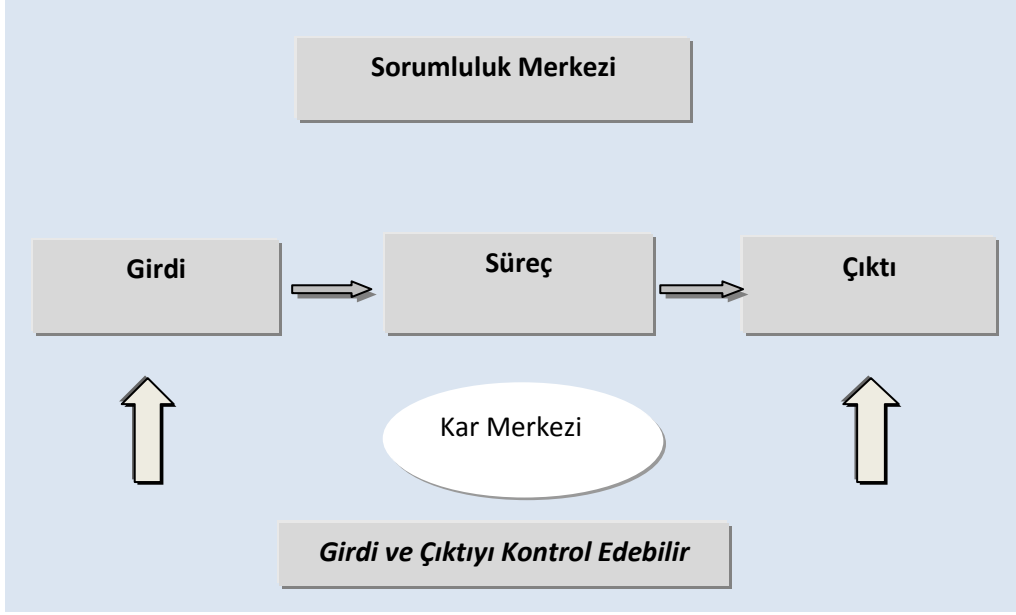 Sorumluluk Merkezi
Girdi
Süreç
Çıktı
Kar Merkezi
Girdi ve Çıktıyı Kontrol Edebilir